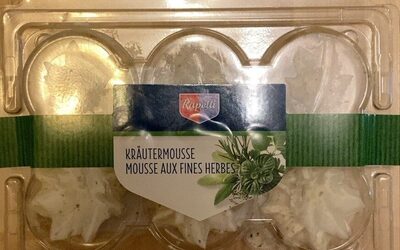 Rapelli
KRÄUTERMOUSSE
MOUSSE AUX FINES HERBES